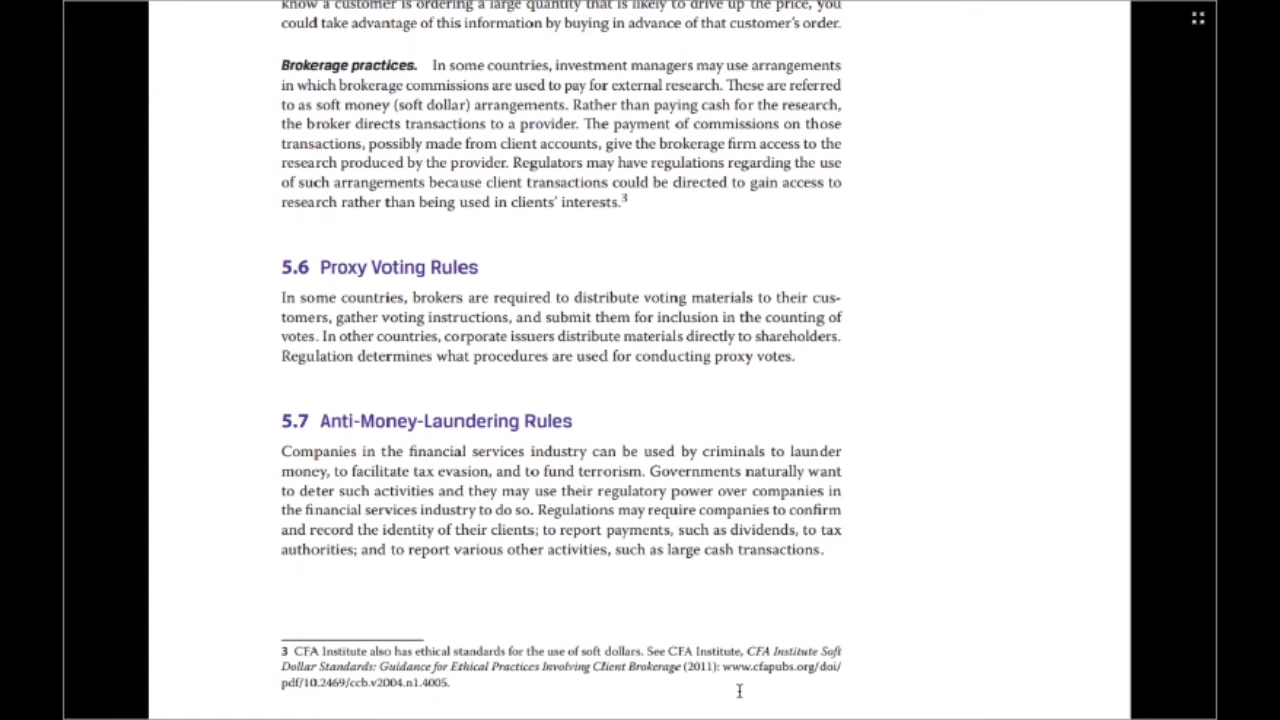 know a customer is ordering a large quantity that is likely to drive up the price, you
could take advantage of this information by buying in advance of that customer's order.
Brokerage practices. In some countries, investment managers may use arrangements
in which brokerage commissions are used to pay for external research. These are referred
to as soft money (soft dollar) arrangements. Rather than paying cash for the research,
the broker directs transactions to a provider. The payment of commissions on those
transactions, possibly made from client accounts, give the brokerage firm access to the
research produced by the provider. Regulators may have regulations regarding the use
of such arrangements because client transactions could be directed to gain access to
research rather than being used in clients' interests.3
5.6 Proxy Voting Rules
In some countries, brokers are required to distribute voting materials to their cus-
tomers, gather voting instructions, and submit them for inclusion in the counting of
votes. In other countries, corporate issuers distribute materials directly to shareholders.
Regulation determines what procedures are used for conducting proxy votes.
5.7 Anti-Money-Laundering Rules
Companies in the financial services industry can be used by criminals to launder
money, to facilitate tax evasion, and to fund terrorism. Governments naturally want
to deter such activities and they may use their regulatory power over companies in
the financial services industry to do so. Regulations may require companies to confirm
and record the identity of their clients; to report payments, such as dividends, to tax
authorities; and to report various other activities, such as large cash transactions.
3 CFA Institute also has ethical standards for the use of soft dollars. See CFA Institute, CFA Institute Soft
Dollar Standards: Guidance for Ethical Practices Involving Client Brokerage (2011): www.cfapubs.org/doi/
pdf/10.2469/ccb.v2004.n1.4005.